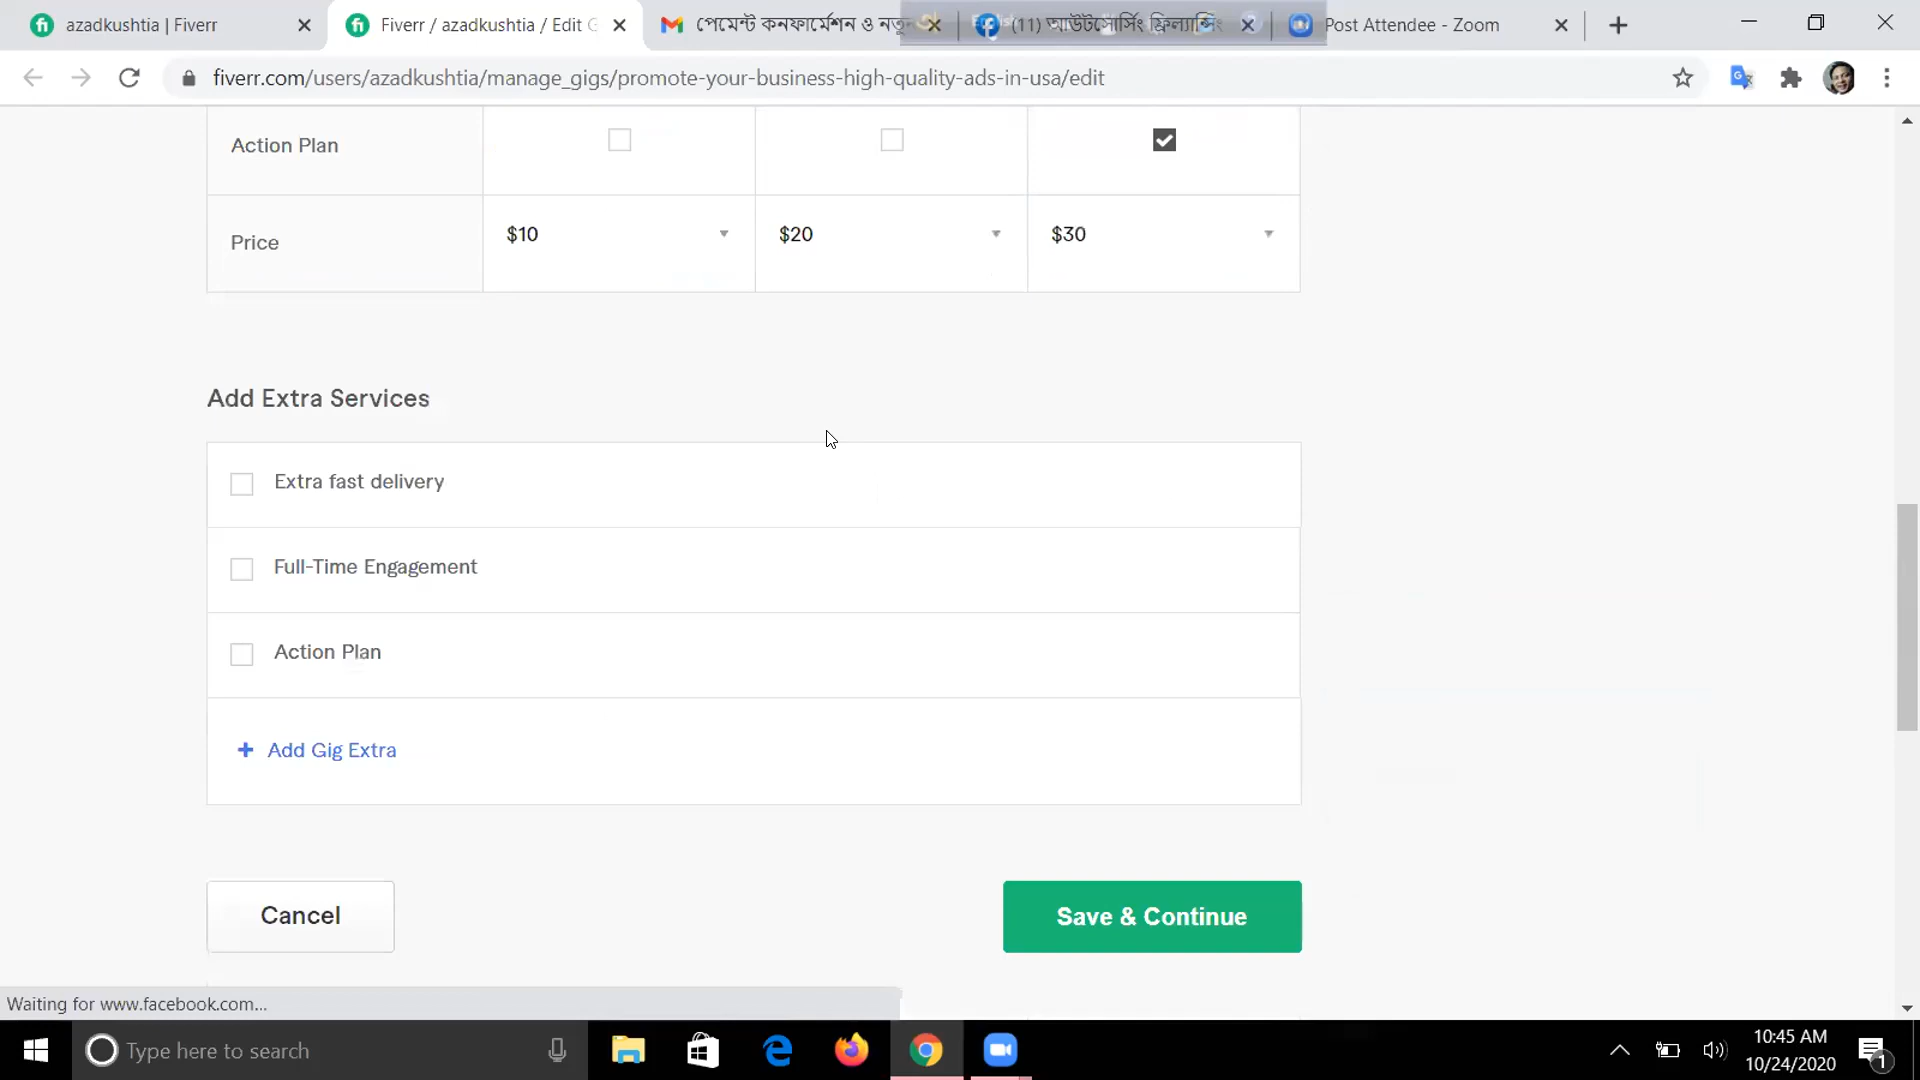 azadkushtia | Fiverr
Fiverr / azadkushtia / Edit G
পেমেন্ট কনফার্মেশন ও নতুন
(11) আউটসোর্সিং ফ্রিল্যান্সিং
Post Attendee - Zoom
fiverr.com/users/azadkushtia/manage_gigs/promote-your-business-high-quality-ads-in-usa/edit
Action Plan
Price
$10
$20
$30
Add Extra Services
Extra fast delivery
Full-Time Engagement
Action Plan
+ Add Gig Extra
Cancel
Save & Continue
Waiting for www.facebook.com...
Type here to search
10:45 AM
10/24/2020
1